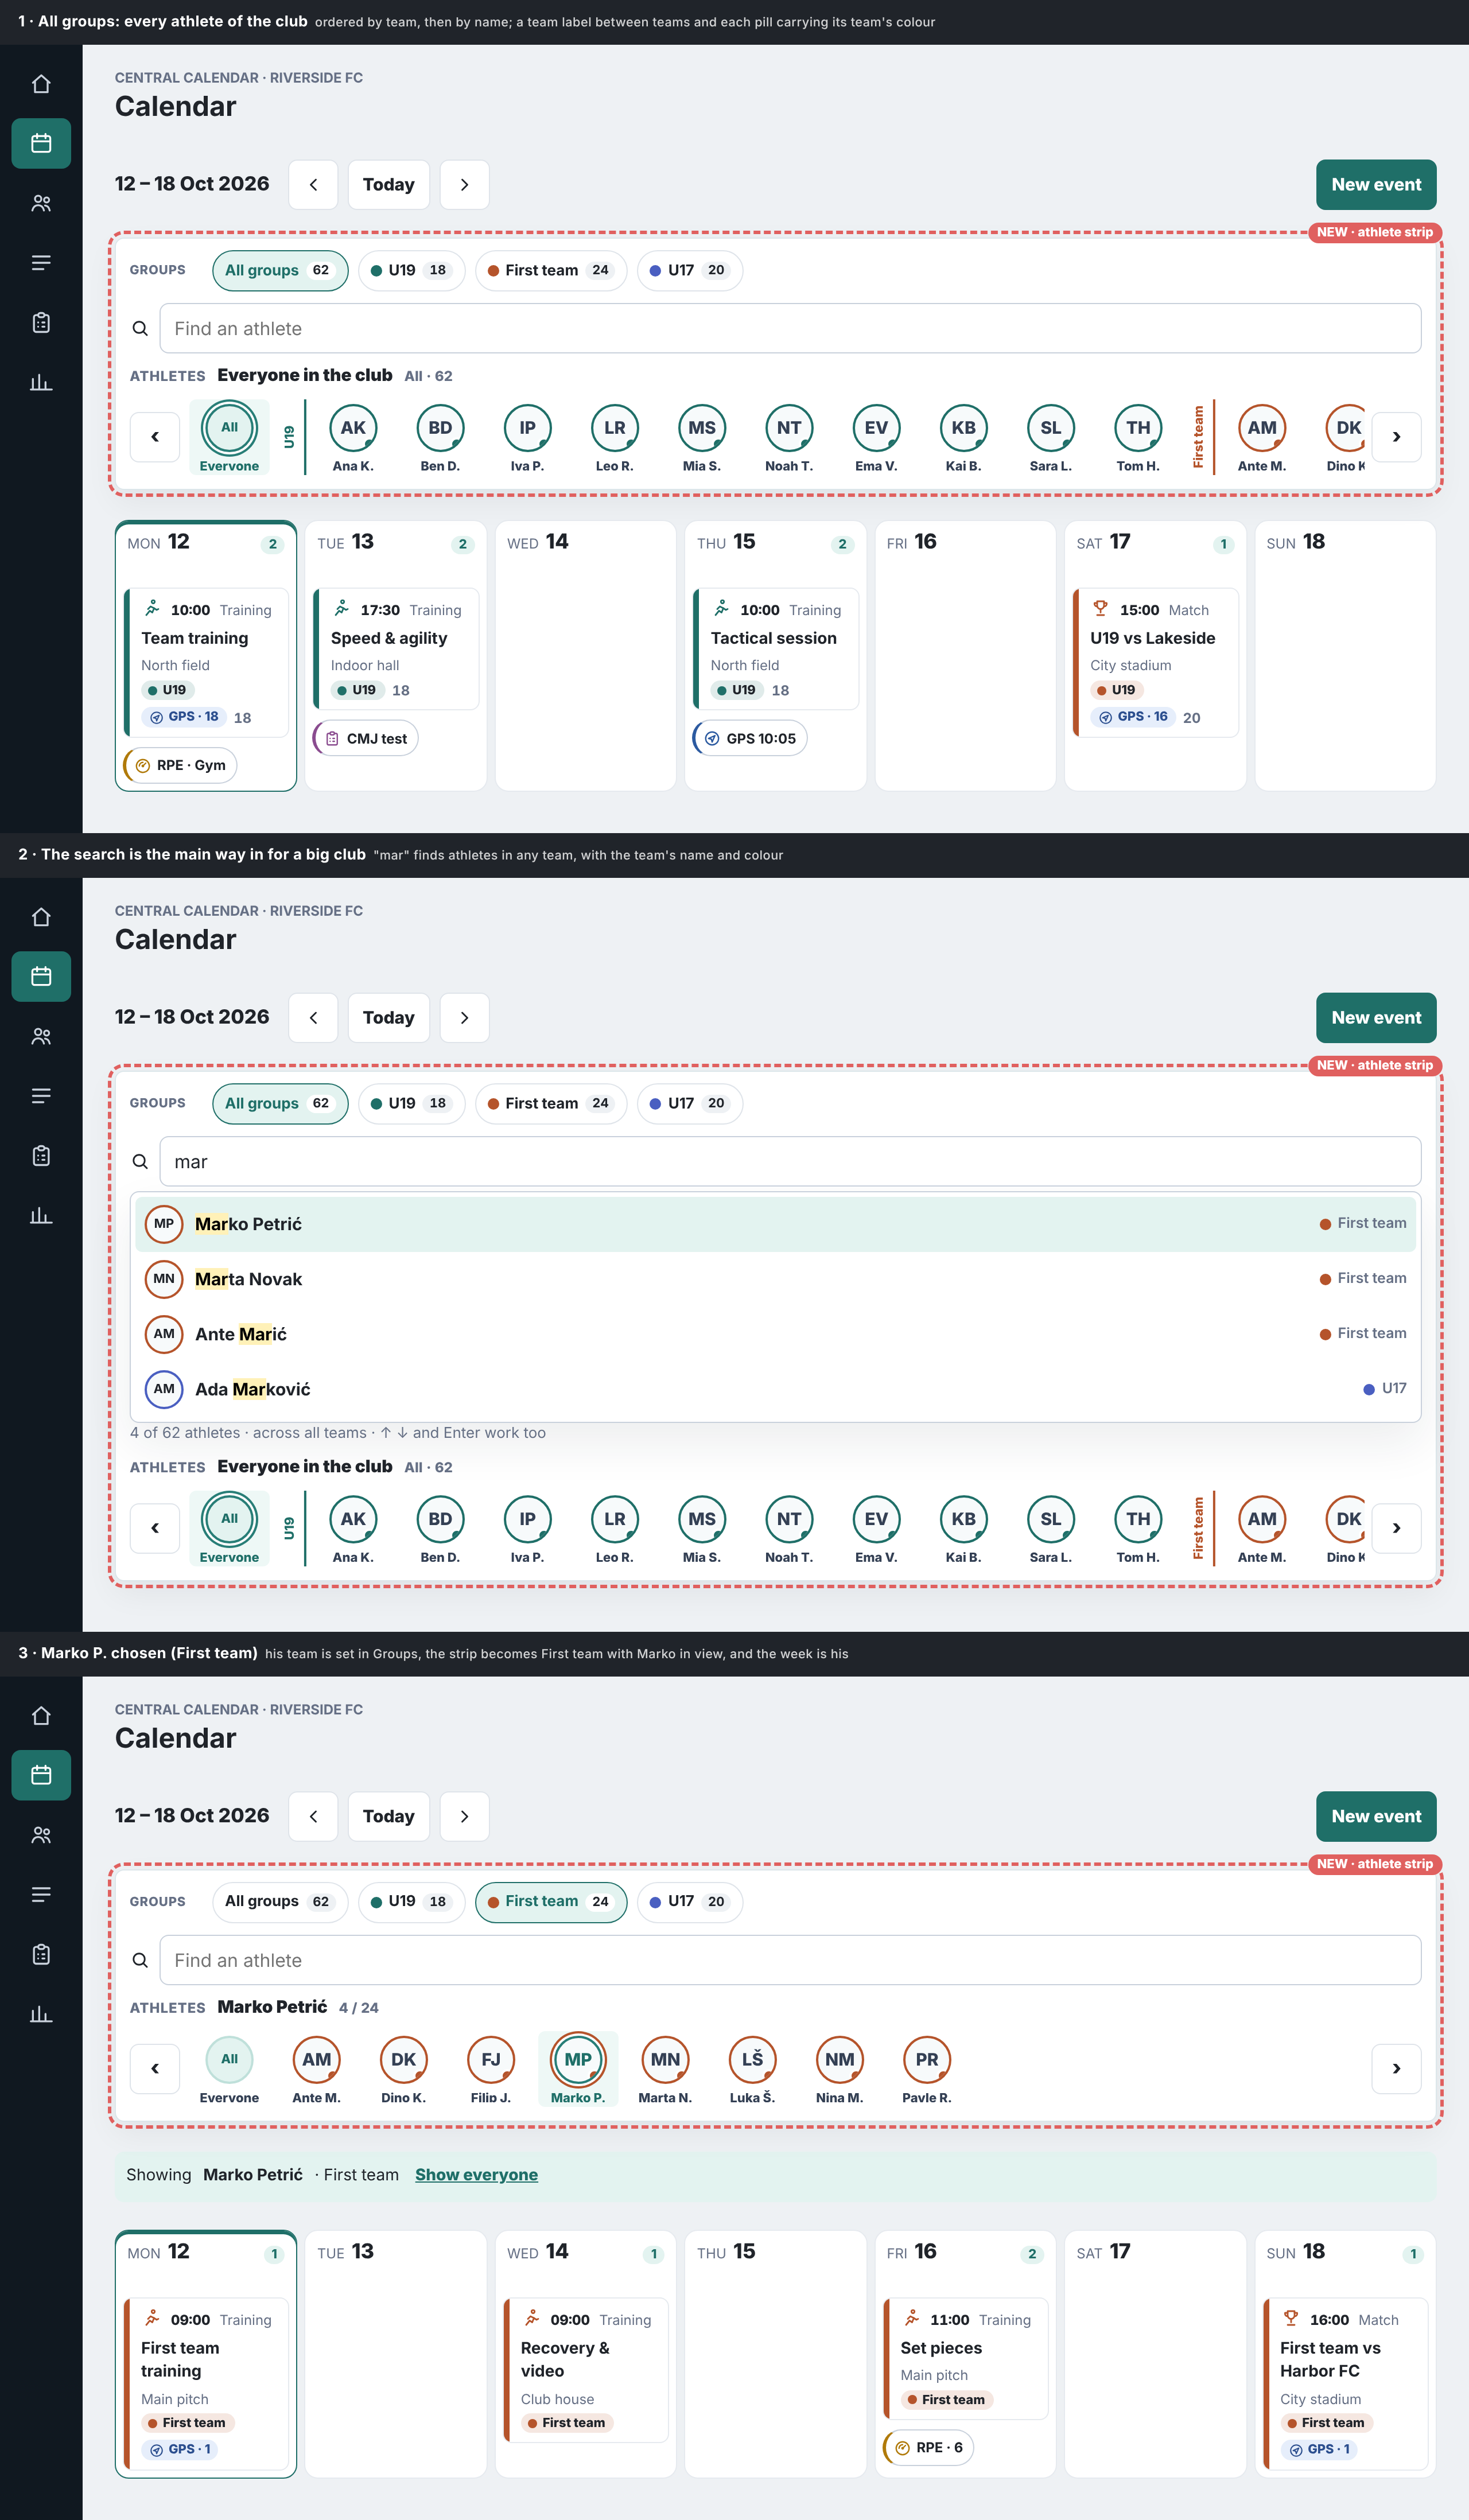 1 · All groups: every athlete of the club ordered by team, then by name; a team label between teams and each pill carrying its team's colour
CENTRAL CALENDAR · RIVERSIDE FC
Calendar
12 – 18 Oct 2026 Today New event
NEW · athlete strip
GROUPS All groups 62 U19 18 First team 24 U17 20
Find an athlete
ATHLETES Everyone in the club All · 62
All U19 AK BD IP LR MS NT EV KB SL TH First team AM DK
Everyone Ana K. Ben D. Iva P. Leo R. Mia S. Noah T. Ema V. Kai B. Sara L. Tom H. Ante M. Dino K
MON 12 2 TUE 13 2 WED 14 THU 15 2 FRI 16 SAT 17 1 SUN 18
10:00 Training 17:30 Training 10:00 Training 15:00 Match
Team training Speed & agility Tactical session U19 vs Lakeside
North field Indoor hall North field City stadium
U19 U19 18 U19 18 U19
GPS · 18 18 GPS · 16 20
CMJ test GPS 10:05
RPE · Gym
2 · The search is the main way in for a big club "mar" finds athletes in any team, with the team's name and colour
CENTRAL CALENDAR · RIVERSIDE FC
Calendar
12 – 18 Oct 2026 Today New event
NEW · athlete strip
GROUPS All groups 62 U19 18 First team 24 U17 20
mar
MP Marko Petrić First team
MN Marta Novak First team
AM Ante Marić First team
AM Ada Marković U17
4 of 62 athletes · across all teams · ↑ ↓ and Enter work too
ATHLETES Everyone in the club All · 62
All U19 AK BD IP LR MS NT EV KB SL TH First team AM DK
Everyone Ana K. Ben D. Iva P. Leo R. Mia S. Noah T. Ema V. Kai B. Sara L. Tom H. Ante M. Dino K
3 · Marko P. chosen (First team) his team is set in Groups, the strip becomes First team with Marko in view, and the week is his
CENTRAL CALENDAR · RIVERSIDE FC
Calendar
12 – 18 Oct 2026 Today New event
NEW · athlete strip
GROUPS All groups 62 U19 18 First team 24 U17 20
Find an athlete
ATHLETES Marko Petrić 4 / 24
All AM DK FJ MP MN LŠ NM PR
Everyone Ante M. Dino K. Filip J. Marko P. Marta N. Luka Š. Nina M. Pavle R.
Showing Marko Petrić · First team Show everyone
MON 12 1 TUE 13 WED 14 1 THU 15 FRI 16 2 SAT 17 SUN 18 1
09:00 Training 09:00 Training 11:00 Training 16:00 Match
First team Recovery & Set pieces First team vs
training video Main pitch Harbor FC
Main pitch Club house First team City stadium
First team First team First team
GPS · 1 RPE · 6 GPS · 1